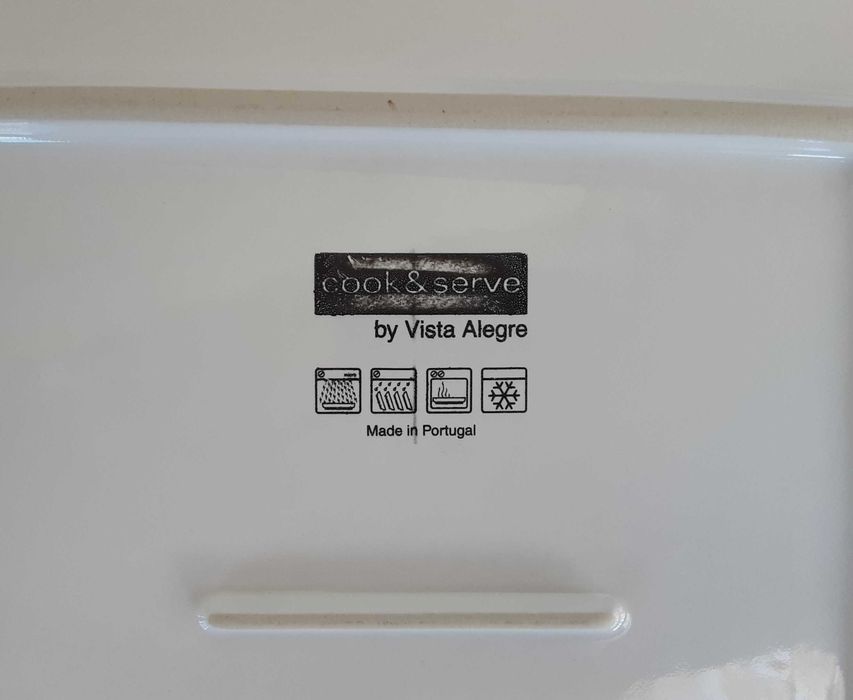 cook & serve
by Vista Alegre
Made in Portugal